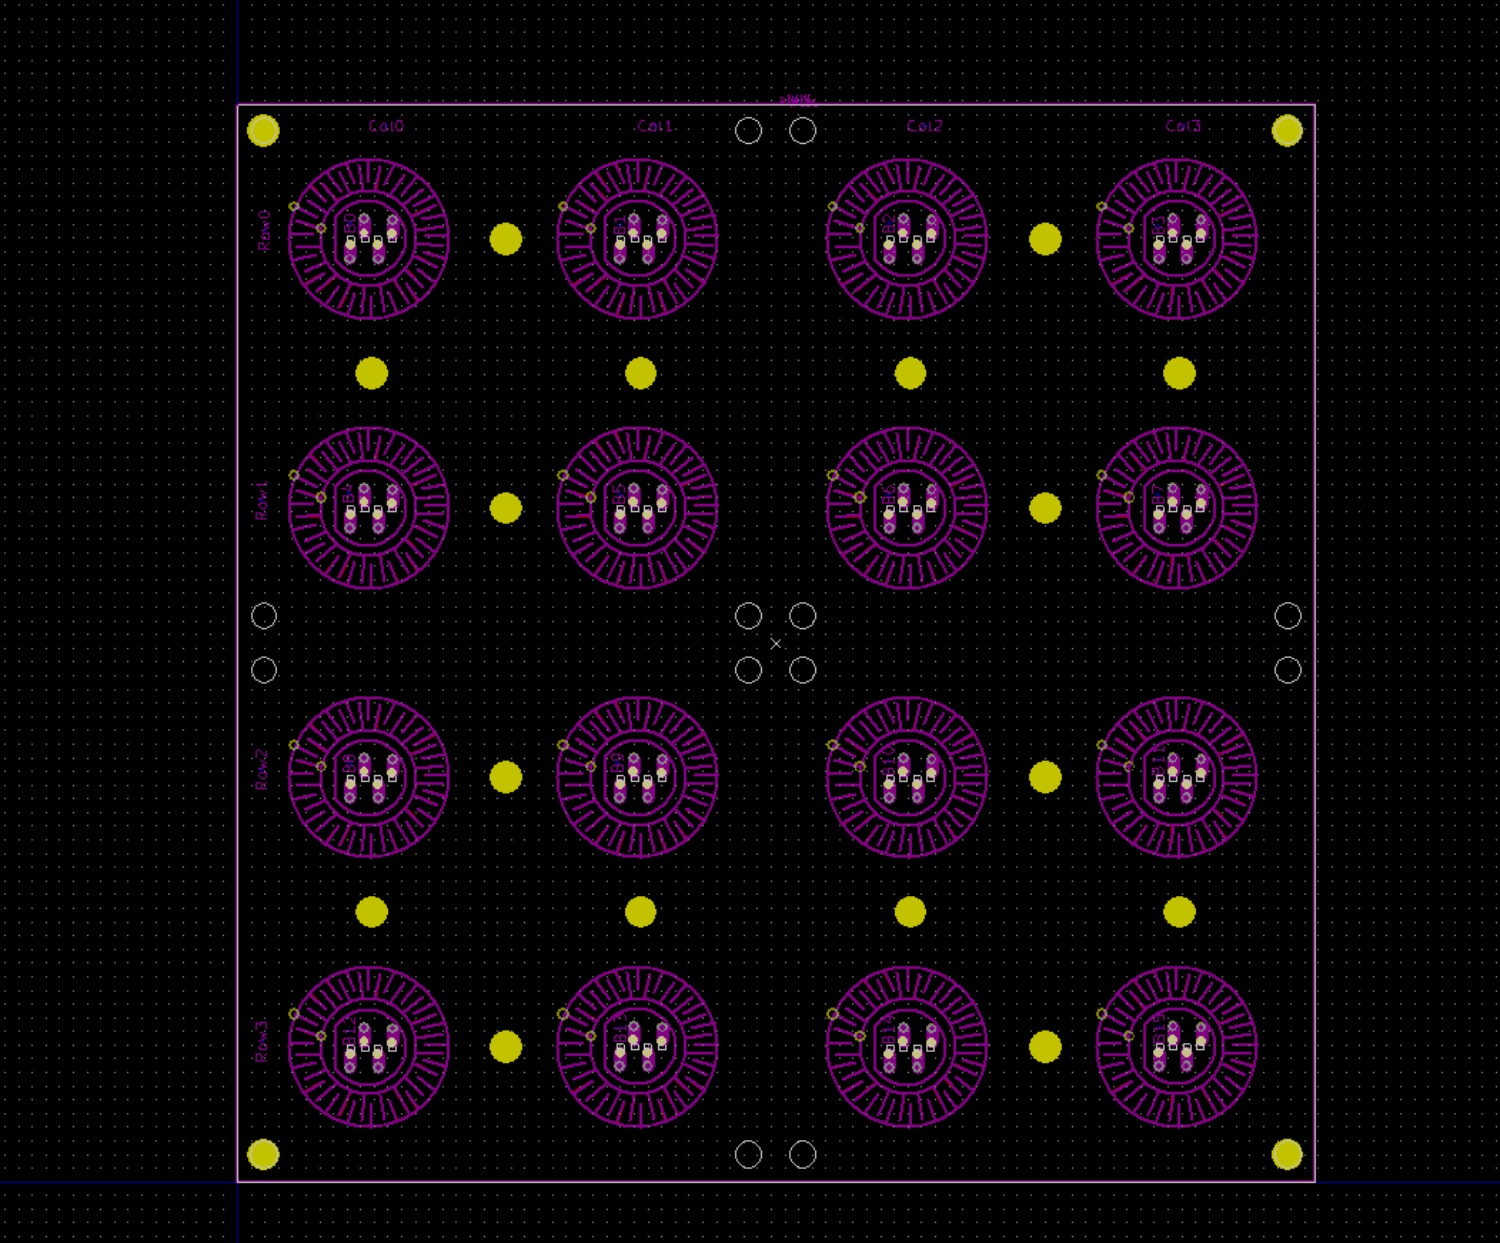 Col0 Col1 Col2 Col3
Row0 B0 B1 B2 B3
Row1 B4 B5 B6 B7
Row2 B8 B9 B10 B11
Row3 B12 B14 B15